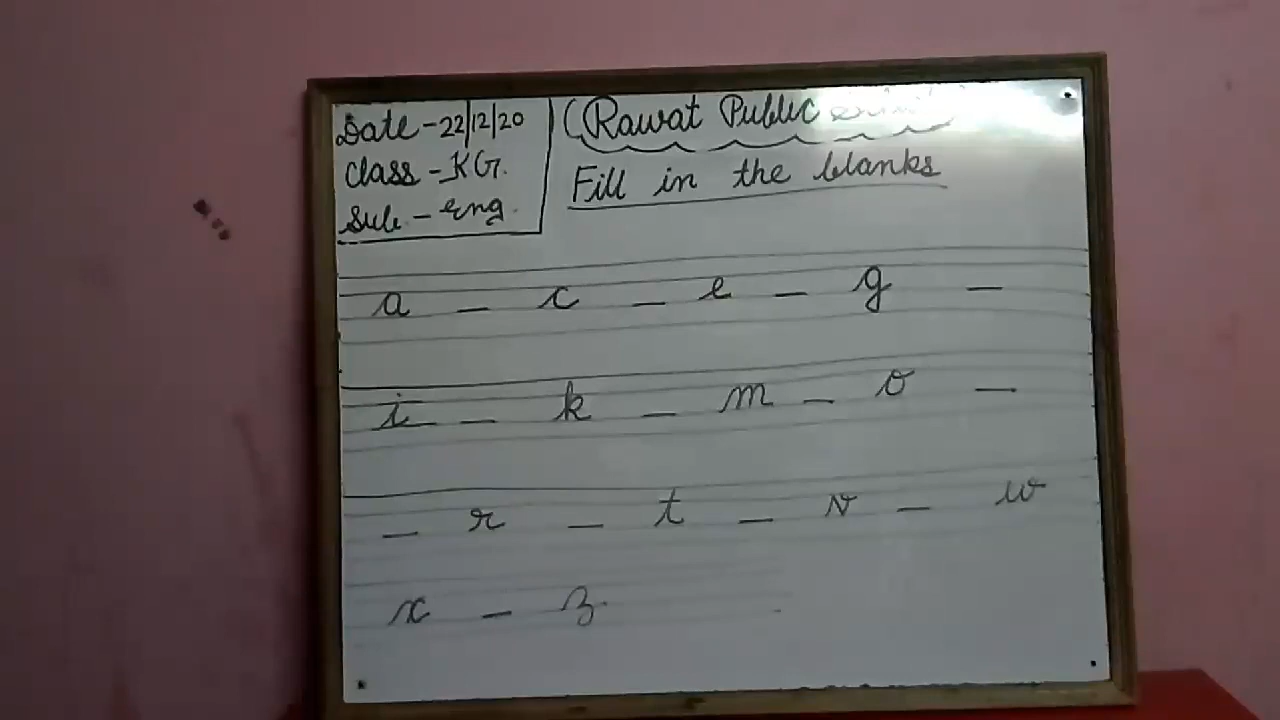 Date - 22/12/20
Class - KG.
Sub. - Eng.
(Rawat Public
Fill in the blanks
a _ c _ e _ g _
i _ k _ m _ o _
_ r _ t _ v _ w
x _ z